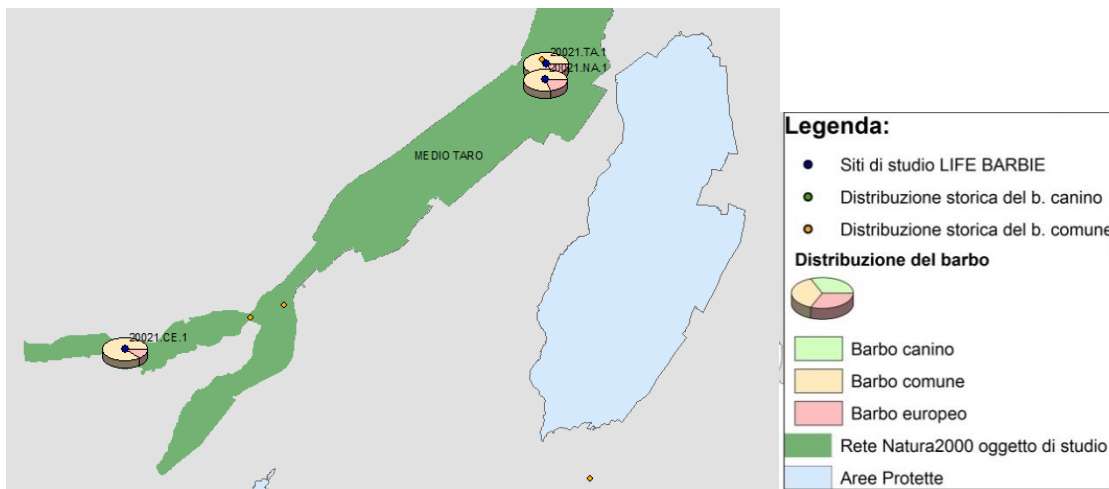 20021.TA.1
20021.NA.1
MEDIO TARO
20021.CE.1
Legenda:
Siti di studio LIFE BARBIE
Distribuzione storica del b. canino
Distribuzione storica del b. comune
Distribuzione del barbo
Barbo canino
Barbo comune
Barbo europeo
Rete Natura2000 oggetto di studio
Aree Protette